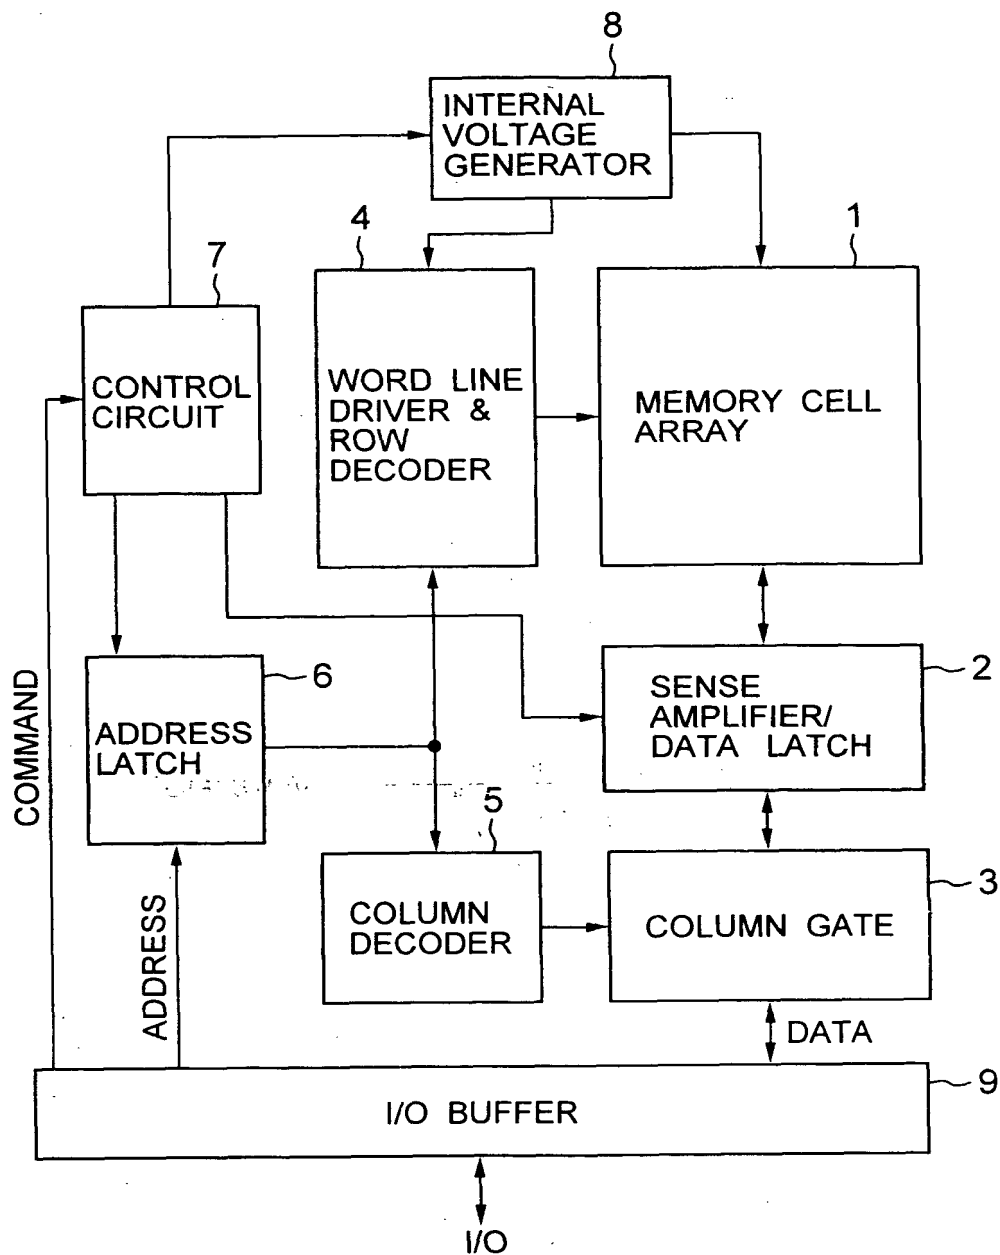 8
INTERNAL
VOLTAGE
GENERATOR
4
1
7
CONTROL
CIRCUIT
WORD LINE
DRIVER &
ROW
DECODER
MEMORY CELL
ARRAY
6
ADDRESS
LATCH
2
SENSE
AMPLIFIER/
DATA LATCH
COMMAND
5
COLUMN
DECODER
3
COLUMN GATE
ADDRESS
DATA
9
I/O BUFFER
I/O